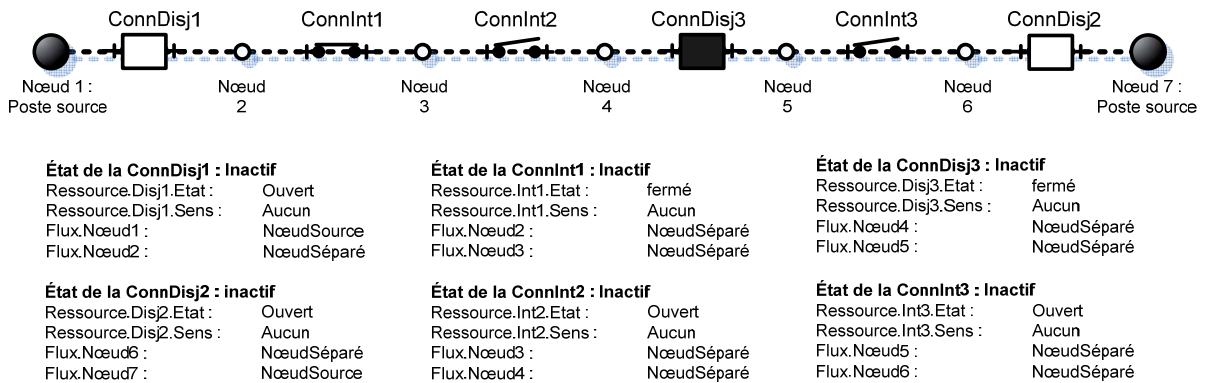 ConnDisj1 ConnInt1 ConnInt2 ConnDisj3 ConnInt3 ConnDisj2
Nœud 1 : Nœud Nœud Nœud Nœud Nœud Nœud 7 :
Poste source 2 3 4 5 6 Poste source
État de la ConnDisj1 : Inactif
Ressource.Disj1.Etat : Ouvert
Ressource.Disj1.Sens : Aucun
Flux.Nœud1 : NœudSource
Flux.Nœud2 : NœudSéparé
État de la ConnInt1 : Inactif
Ressource.Int1.Etat : fermé
Ressource.Int1.Sens : Aucun
Flux.Nœud2 : NœudSéparé
Flux.Nœud3 : NœudSéparé
État de la ConnDisj3 : Inactif
Ressource.Disj3.Etat : fermé
Ressource.Disj3.Sens : Aucun
Flux.Nœud4 : NœudSéparé
Flux.Nœud5 : NœudSéparé
État de la ConnDisj2 : inactif
Ressource.Disj2.Etat : Ouvert
Ressource.Disj2.Sens : Aucun
Flux.Nœud6 : NœudSéparé
Flux.Nœud7 : NœudSource
État de la ConnInt2 : Inactif
Ressource.Int2.Etat : Ouvert
Ressource.Int2.Sens : Aucun
Flux.Nœud3 : NœudSéparé
Flux.Nœud4 : NœudSéparé
État de la ConnInt3 : Inactif
Ressource.Int3.Etat : Ouvert
Ressource.Int3.Sens : Aucun
Flux.Nœud5 : NœudSéparé
Flux.Nœud6 : NœudSéparé